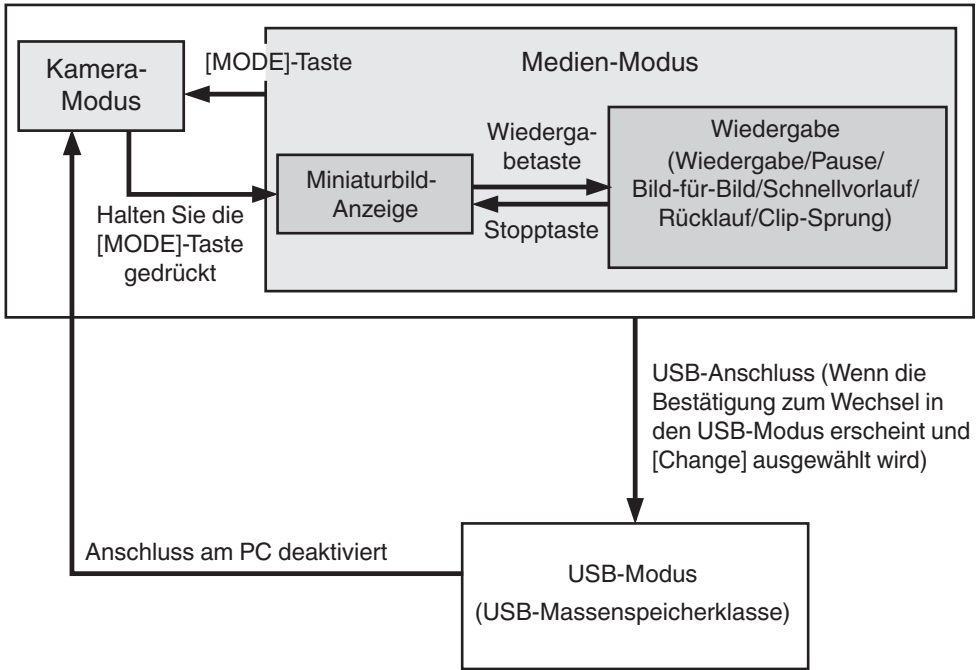 Kamera-
Modus
[MODE]-Taste
Medien-Modus
Halten Sie die
[MODE]-Taste
gedrückt
Miniaturbild-
Anzeige
Wiederga-
betaste
Stopptaste
Wiedergabe
(Wiedergabe/Pause/
Bild-für-Bild/Schnellvorlauf/
Rücklauf/Clip-Sprung)
USB-Anschluss (Wenn die
Bestätigung zum Wechsel in
den USB-Modus erscheint und
[Change] ausgewählt wird)
Anschluss am PC deaktiviert
USB-Modus
(USB-Massenspeicherklasse)